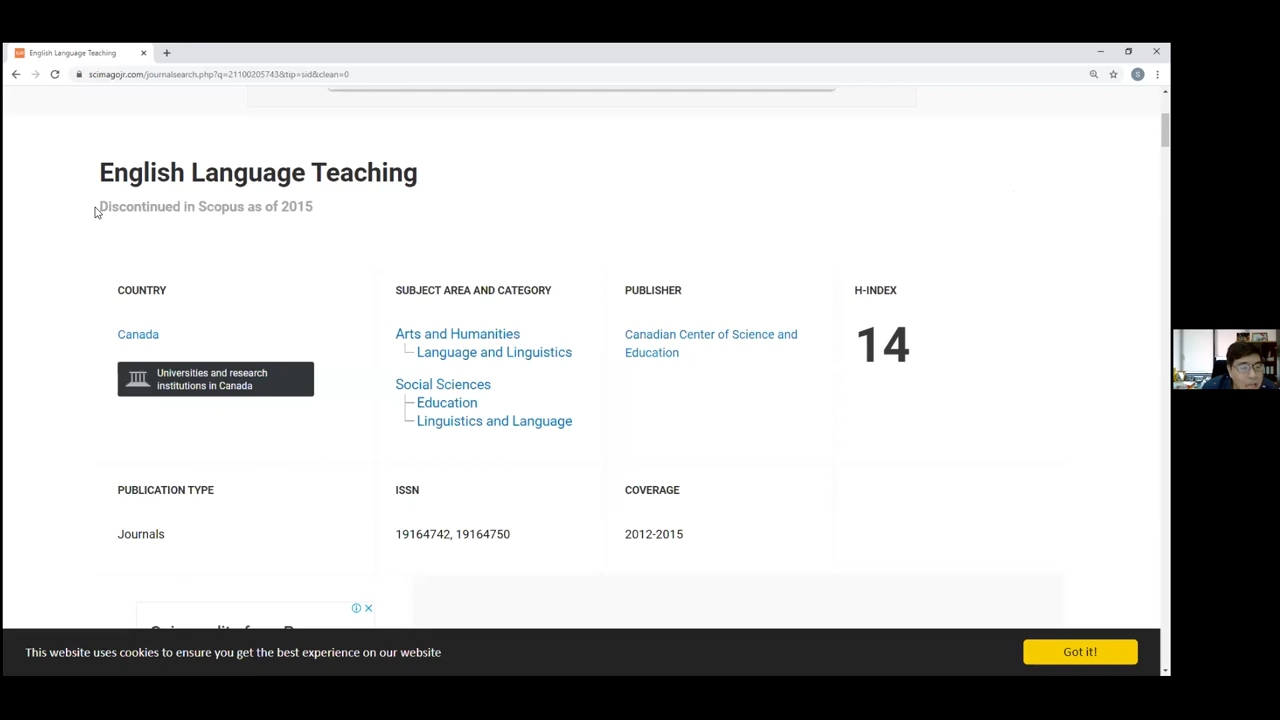 English Language Teaching
scimagojr.com/journalsearch.php?q=21100205743&tip=sid&clean=0
S
English Language Teaching
Discontinued in Scopus as of 2015
COUNTRY
Canada
Universities and research
institutions in Canada
SUBJECT AREA AND CATEGORY
Arts and Humanities
Language and Linguistics
Social Sciences
Education
Linguistics and Language
PUBLISHER
Canadian Center of Science and
Education
H-INDEX
14
PUBLICATION TYPE
Journals
ISSN
19164742, 19164750
COVERAGE
2012-2015
This website uses cookies to ensure you get the best experience on our website
Got it!